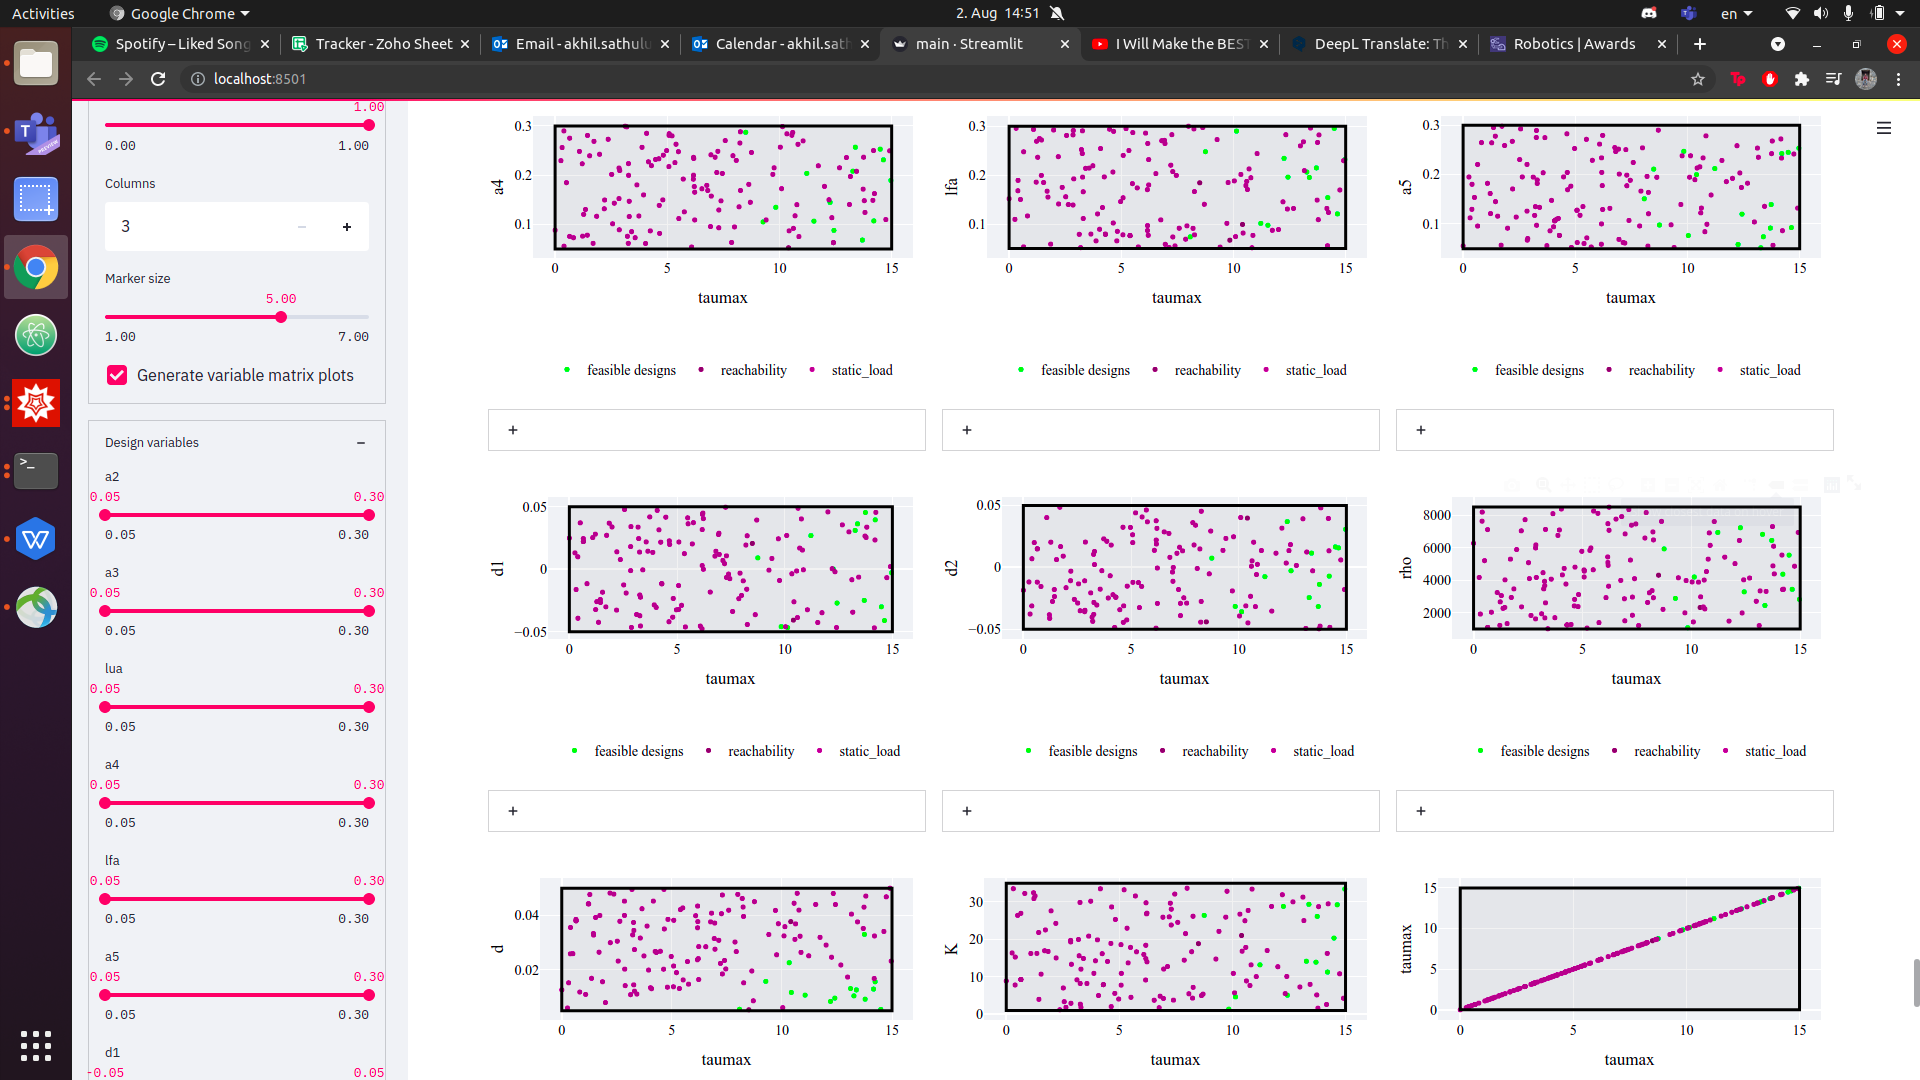 Activities
Google Chrome
2. Aug 14:51
en
Spotify – Liked Song
Tracker - Zoho Sheet
Email - akhil.sathulu
Calendar - akhil.sath
main · Streamlit
I Will Make the BEST
DeepL Translate: Th
Robotics | Awards
localhost:8501
1.00
0.00 1.00
Columns
3
Marker size
5.00
1.00 7.00
Generate variable matrix plots
Design variables
a2
0.05 0.30
0.05 0.30
a3
0.05 0.30
0.05 0.30
lua
0.05 0.30
0.05 0.30
a4
0.05 0.30
0.05 0.30
lfa
0.05 0.30
0.05 0.30
a5
0.05 0.30
0.05 0.30
d1
-0.05 0.05
a4
0.3
0.2
0.1
0 5 10 15
taumax
feasible designs reachability static_load
+
lfa
0.3
0.2
0.1
0 5 10 15
taumax
feasible designs reachability static_load
+
a5
0.3
0.2
0.1
0 5 10 15
taumax
feasible designs reachability static_load
+
d1
0.05
0
−0.05
0 5 10 15
taumax
feasible designs reachability static_load
+
d2
0.05
0
−0.05
0 5 10 15
taumax
feasible designs reachability static_load
+
rho
8000
6000
4000
2000
0 5 10 15
taumax
feasible designs reachability static_load
+
d
0.04
0.02
0 5 10 15
taumax
K
30
20
10
0
0 5 10 15
taumax
taumax
15
10
5
0
0 5 10 15
taumax